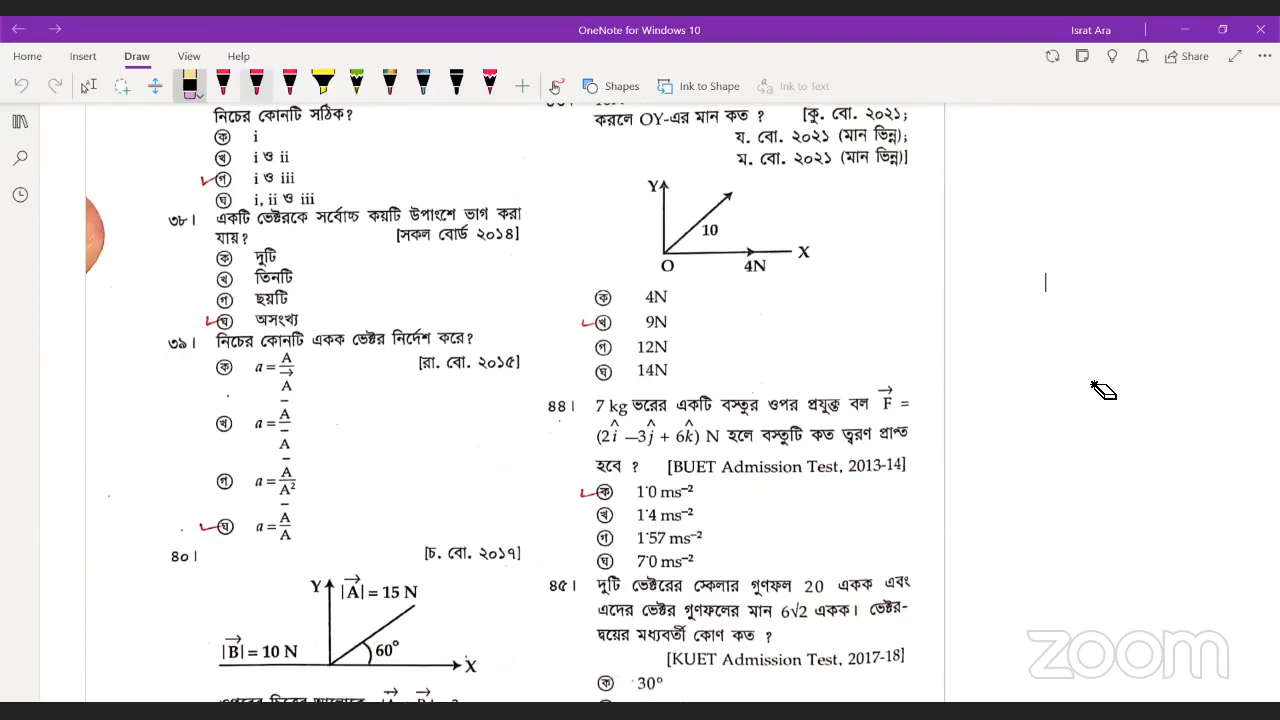 OneNote for Windows 10
Israt Ara
Home Insert Draw View Help
Share
Shapes
Ink to Shape
Ink to Text
নিচের কোনটি সঠিক?
ক i
খ i ও ii
গ i ও iii
ঘ i, ii ও iii
৩৮। একটি ভেক্টরকে সর্বোচ্চ কয়টি উপাংশে ভাগ করা
যায়? [সকল বোর্ড ২০১৪]
ক দুটি
খ তিনটি
গ ছয়টি
ঘ অসংখ্য
৩৯। নিচের কোনটি একক ভেক্টর নির্দেশ করে?
[রা. বো. ২০১৫]
ক a = A / A→
খ a = A̅ / A̅
গ a = A̅ / A²
ঘ a = A̅ / A
৪০। [চ. বো. ২০১৭]
Y |A→| = 15 N
|B→| = 10 N 60° X
করলে OY-এর মান কত ? [কু. বো. ২০২১;
য. বো. ২০২১ (মান ভিন্ন);
ম. বো. ২০২১ (মান ভিন্ন)]
Y
10
X
O 4N
ক 4N
খ 9N
গ 12N
ঘ 14N
৪৪। 7 kg ভরের একটি বস্তুর ওপর প্রযুক্ত বল F→ =
(2î –3ĵ + 6k̂) N হলে বস্তুটি কত ত্বরণ প্রাপ্ত
হবে ? [BUET Admission Test, 2013-14]
ক 1·0 ms⁻²
খ 1·4 ms⁻²
গ 1·57 ms⁻²
ঘ 7·0 ms⁻²
৪৫। দুটি ভেক্টরের স্কেলার গুণফল 20 একক এবং
এদের ভেক্টর গুণফলের মান 6√2 একক। ভেক্টর-
দ্বয়ের মধ্যবর্তী কোণ কত ?
[KUET Admission Test, 2017-18]
ক 30°
zoom